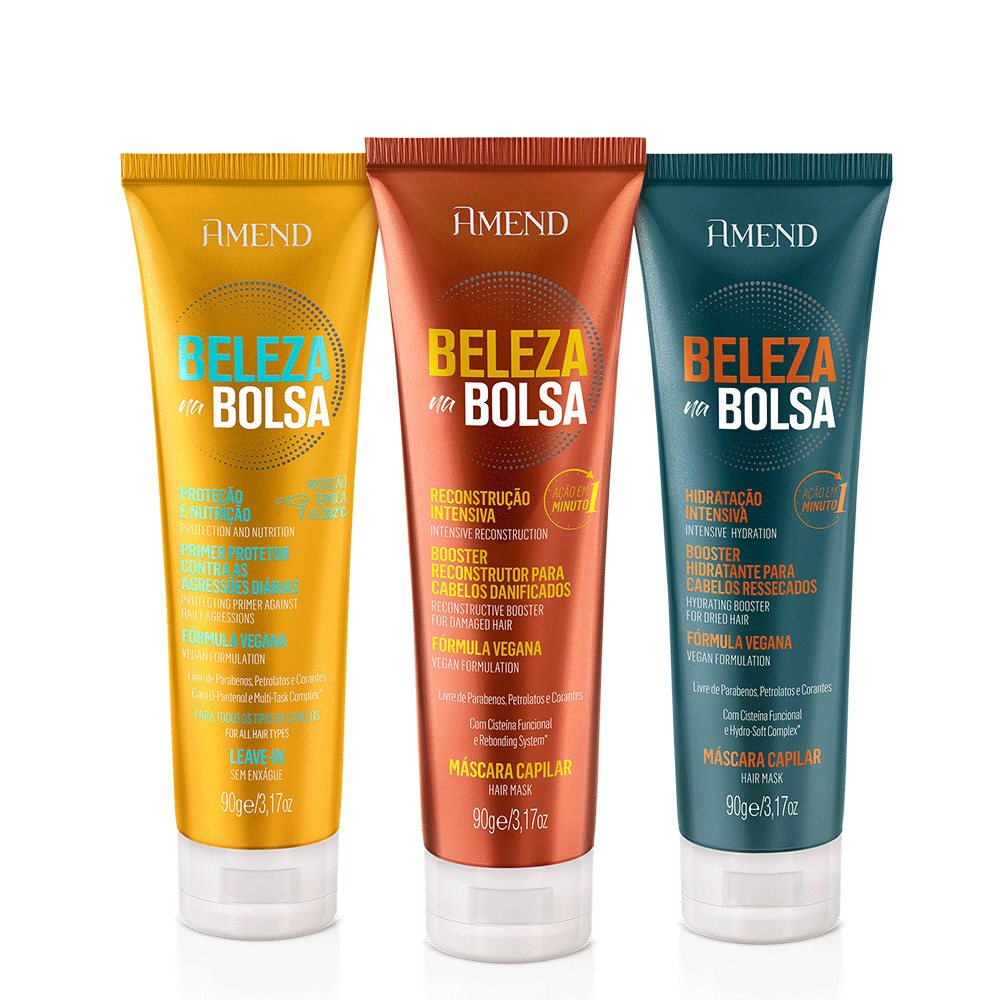 AMEND
BELEZA
na BOLSA
PROTEÇÃO
E NUTRIÇÃO
PROTECTION AND NUTRITION
PROTEÇÃO
TÉRMICA
232°C
PRIMER PROTETOR
CONTRA AS
AGRESSÕES DIÁRIAS
PROTECTING PRIMER AGAINST
DAILY AGRESSIONS
FÓRMULA VEGANA
VEGAN FORMULATION
Livre de Parabenos, Petrolatos e Corantes
Com D-Pantenol e Multi-Task Complex*
PARA TODOS OS TIPOS DE CABELOS
FOR ALL HAIR TYPES
LEAVE-IN
SEM ENXÁGUE
90g℮/3,17oz
AMEND
BELEZA
na BOLSA
RECONSTRUÇÃO
INTENSIVA
INTENSIVE RECONSTRUCTION
AÇÃO EM
1 MINUTO
BOOSTER
RECONSTRUTOR PARA
CABELOS DANIFICADOS
RECONSTRUCTIVE BOOSTER
FOR DAMAGED HAIR
FÓRMULA VEGANA
VEGAN FORMULATION
Livre de Parabenos, Petrolatos e Corantes
Com Cisteína Funcional
e Rebonding System*
MÁSCARA CAPILAR
HAIR MASK
90g℮/3,17oz
AMEND
BELEZA
na BOLSA
HIDRATAÇÃO
INTENSIVA
INTENSIVE HYDRATION
AÇÃO EM
1 MINUTO
BOOSTER
HIDRATANTE PARA
CABELOS RESSECADOS
HYDRATING BOOSTER
FOR DRIED HAIR
FÓRMULA VEGANA
VEGAN FORMULATION
Livre de Parabenos, Petrolatos e Corantes
Com Cisteína Funcional
e Hydro-Soft Complex*
MÁSCARA CAPILAR
HAIR MASK
90g℮/3,17oz